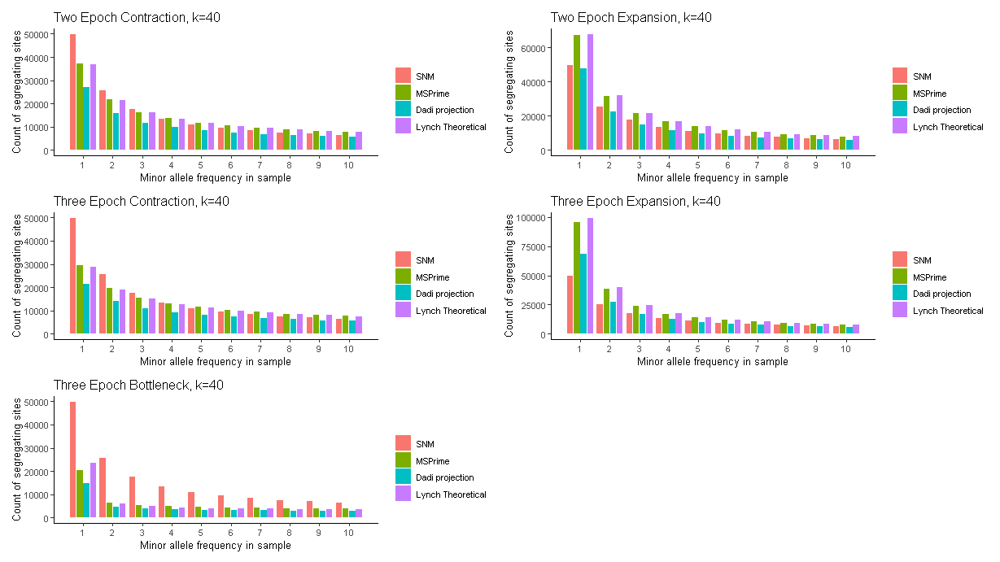 Two Epoch Contraction, k=40
Count of segregating sites
50000
40000
30000
20000
10000
0
1 2 3 4 5 6 7 8 9 10
Minor allele frequency in sample
SNM
MSPrime
Dadi projection
Lynch Theoretical
Two Epoch Expansion, k=40
Count of segregating sites
60000
40000
20000
0
1 2 3 4 5 6 7 8 9 10
Minor allele frequency in sample
SNM
MSPrime
Dadi projection
Lynch Theoretical
Three Epoch Contraction, k=40
Count of segregating sites
50000
40000
30000
20000
10000
0
1 2 3 4 5 6 7 8 9 10
Minor allele frequency in sample
SNM
MSPrime
Dadi projection
Lynch Theoretical
Three Epoch Expansion, k=40
Count of segregating sites
100000
75000
50000
25000
0
1 2 3 4 5 6 7 8 9 10
Minor allele frequency in sample
SNM
MSPrime
Dadi projection
Lynch Theoretical
Three Epoch Bottleneck, k=40
Count of segregating sites
50000
40000
30000
20000
10000
0
1 2 3 4 5 6 7 8 9 10
Minor allele frequency in sample
SNM
MSPrime
Dadi projection
Lynch Theoretical